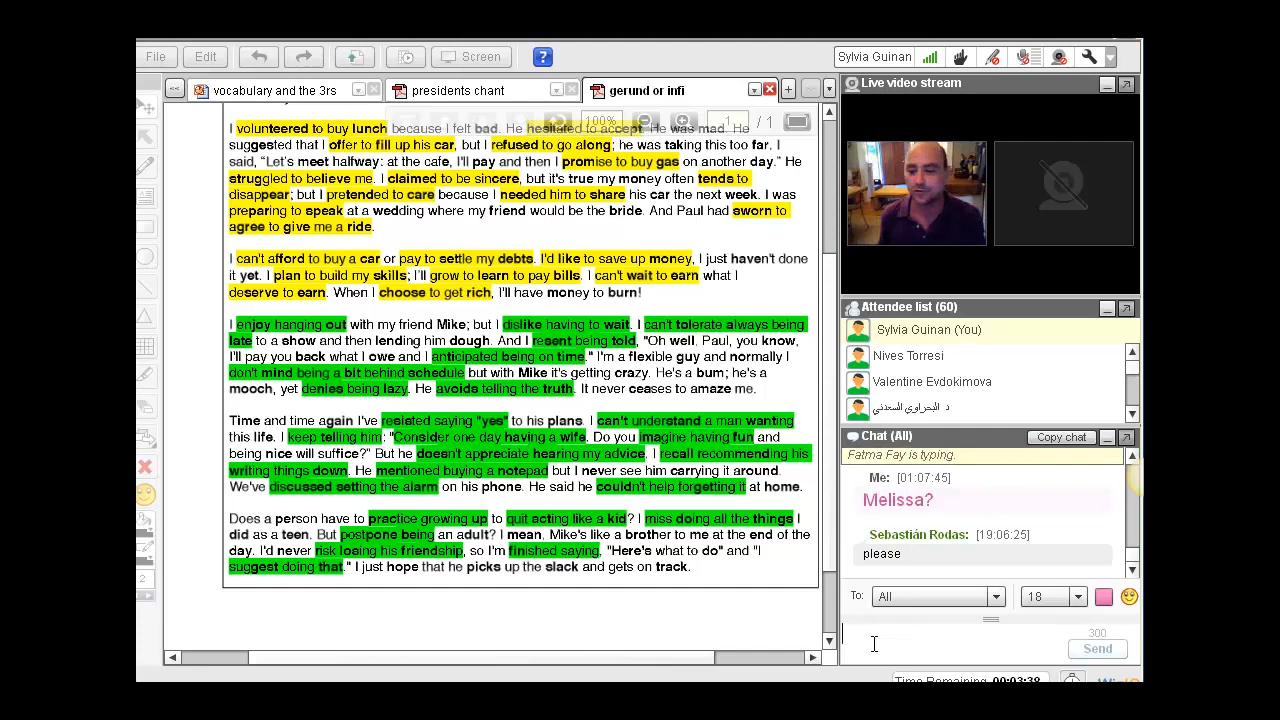 File Edit Screen ? Sylvia Guinan
<< vocabulary and the 3rs presidents chart gerund or infi
Live video stream
100% 1 / 1
I volunteered to buy lunch because I felt bad. He hesitated to accept. He was mad. He
suggested that I offer to fill up his car, but I refused to go along; he was taking this too far. I
said, "Let's meet halfway: at the cafe, I'll pay and then I promise to buy gas on another day." He
struggled to believe me. I claimed to be sincere, but it's true my money often tends to
disappear; but I pretended to care because I needed him to share his car the next week. I was
preparing to speak at a wedding where my friend would be the bride. And Paul had sworn to
agree to give me a ride.
I can't afford to buy a car or pay to settle my debts. I'd like to save up money, I just haven't done
it yet. I plan to build my skills; I'll grow to learn to pay bills. I can't wait to earn what I
deserve to earn. When I choose to get rich, I'll have money to burn!
I enjoy hanging out with my friend Mike; but I dislike having to wait. I can't tolerate always being
late to a show and then lending him dough. And I resent being told, "Oh well, Paul, you know,
I'll pay you back what I owe and I anticipated being on time." I'm a flexible guy and normally I
don't mind being a bit behind schedule but with Mike it's getting crazy. He's a bum; he's a
mooch, yet denies being lazy. He avoids telling the truth. It never ceases to amaze me.
Time and time again I've resisted saying "yes" to his plans. I can't understand a man wanting
this life. I keep telling him: "Consider one day having a wife. Do you imagine having fun and
being nice will suffice?" But he doesn't appreciate hearing my advice. I recall recommending his
writing things down. He mentioned buying a notepad but I never see him carrying it around.
We've discussed setting the alarm on his phone. He said he couldn't help forgetting it at home.
Does a person have to practice growing up to quit acting like a kid? I miss doing all the things I
did as a teen. But postpone being an adult? I mean, Mike's like a brother to me at the end of the
day. I'd never risk losing his friendship, so I'm finished saying, "Here's what to do" and "I
suggest doing that." I just hope that he picks up the slack and gets on track.
2
Attendee list (60)
Sylvia Guinan (You)
Nives Torresi
Valentine Evdokimova
د. البحراوي السعدني
Chat (All) Copy chat
Fatma Fay is typing.
Me: [01:07:45]
Melissa?
Sebastián Rodas: [19:06:25]
please
To: All 18
300
Send
Time Remaining 00:03:38